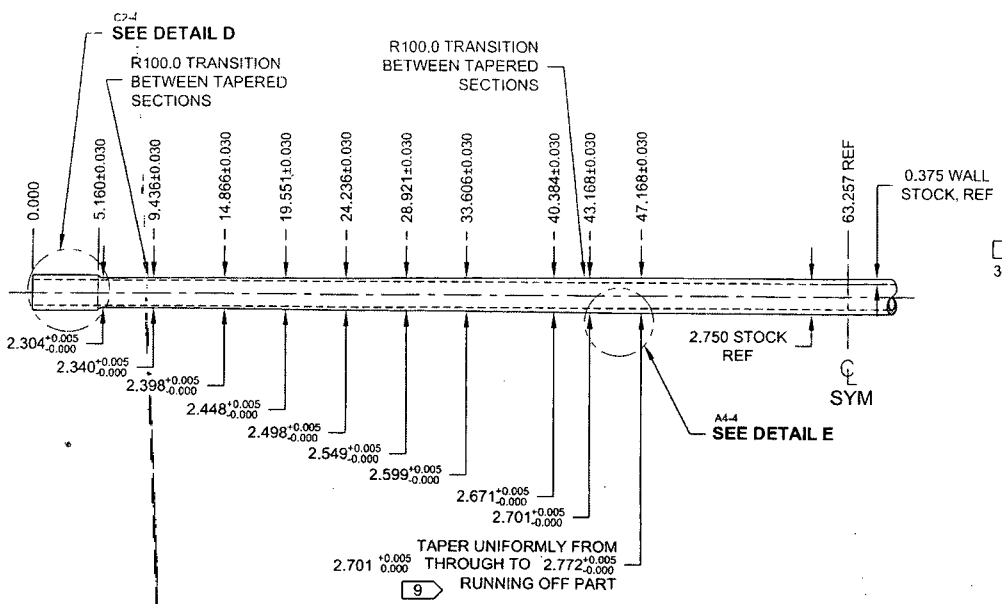 C2-4
SEE DETAIL D
R100.0 TRANSITION
BETWEEN TAPERED
SECTIONS
R100.0 TRANSITION
BETWEEN TAPERED
SECTIONS
0.000
5.160±0.030
9.436±0.030
14.866±0.030
19.551±0.030
24.236±0.030
28.921±0.030
33.606±0.030
40.384±0.030
43.168±0.030
47.168±0.030
63.257 REF
0.375 WALL
STOCK, REF
3
2.304 +0.005 -0.000
2.340 +0.005 -0.000
2.398 +0.005 -0.000
2.448 +0.005 -0.000
2.498 +0.005 -0.000
2.549 +0.005 -0.000
2.599 +0.005 -0.000
2.671 +0.005 -0.000
2.701 +0.005 -0.000
2.750 STOCK
REF
℄
SYM
A4-4
SEE DETAIL E
TAPER UNIFORMLY FROM
2.701 +0.005 0.000 THROUGH TO 2.772 +0.005 -0.000
RUNNING OFF PART
9